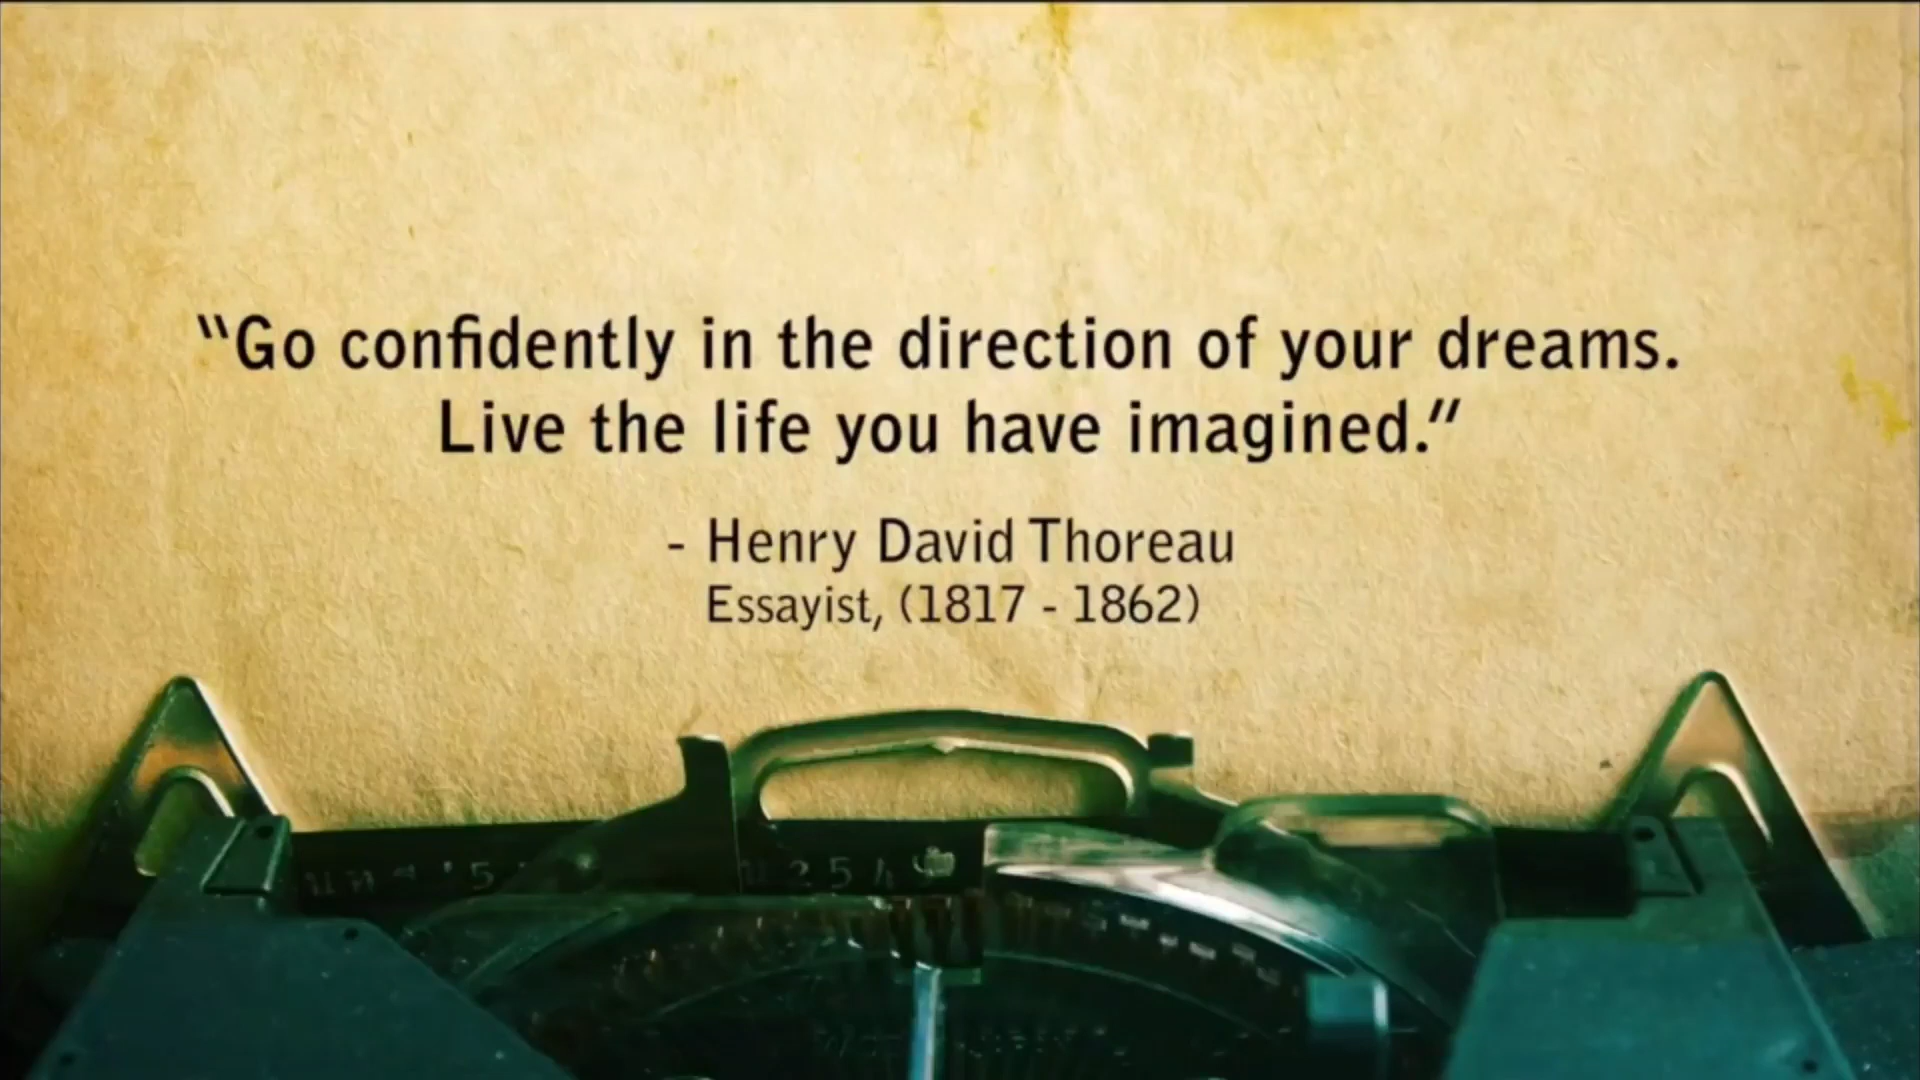 “Go confidently in the direction of your dreams.
Live the life you have imagined.”
- Henry David Thoreau
Essayist, (1817 - 1862)